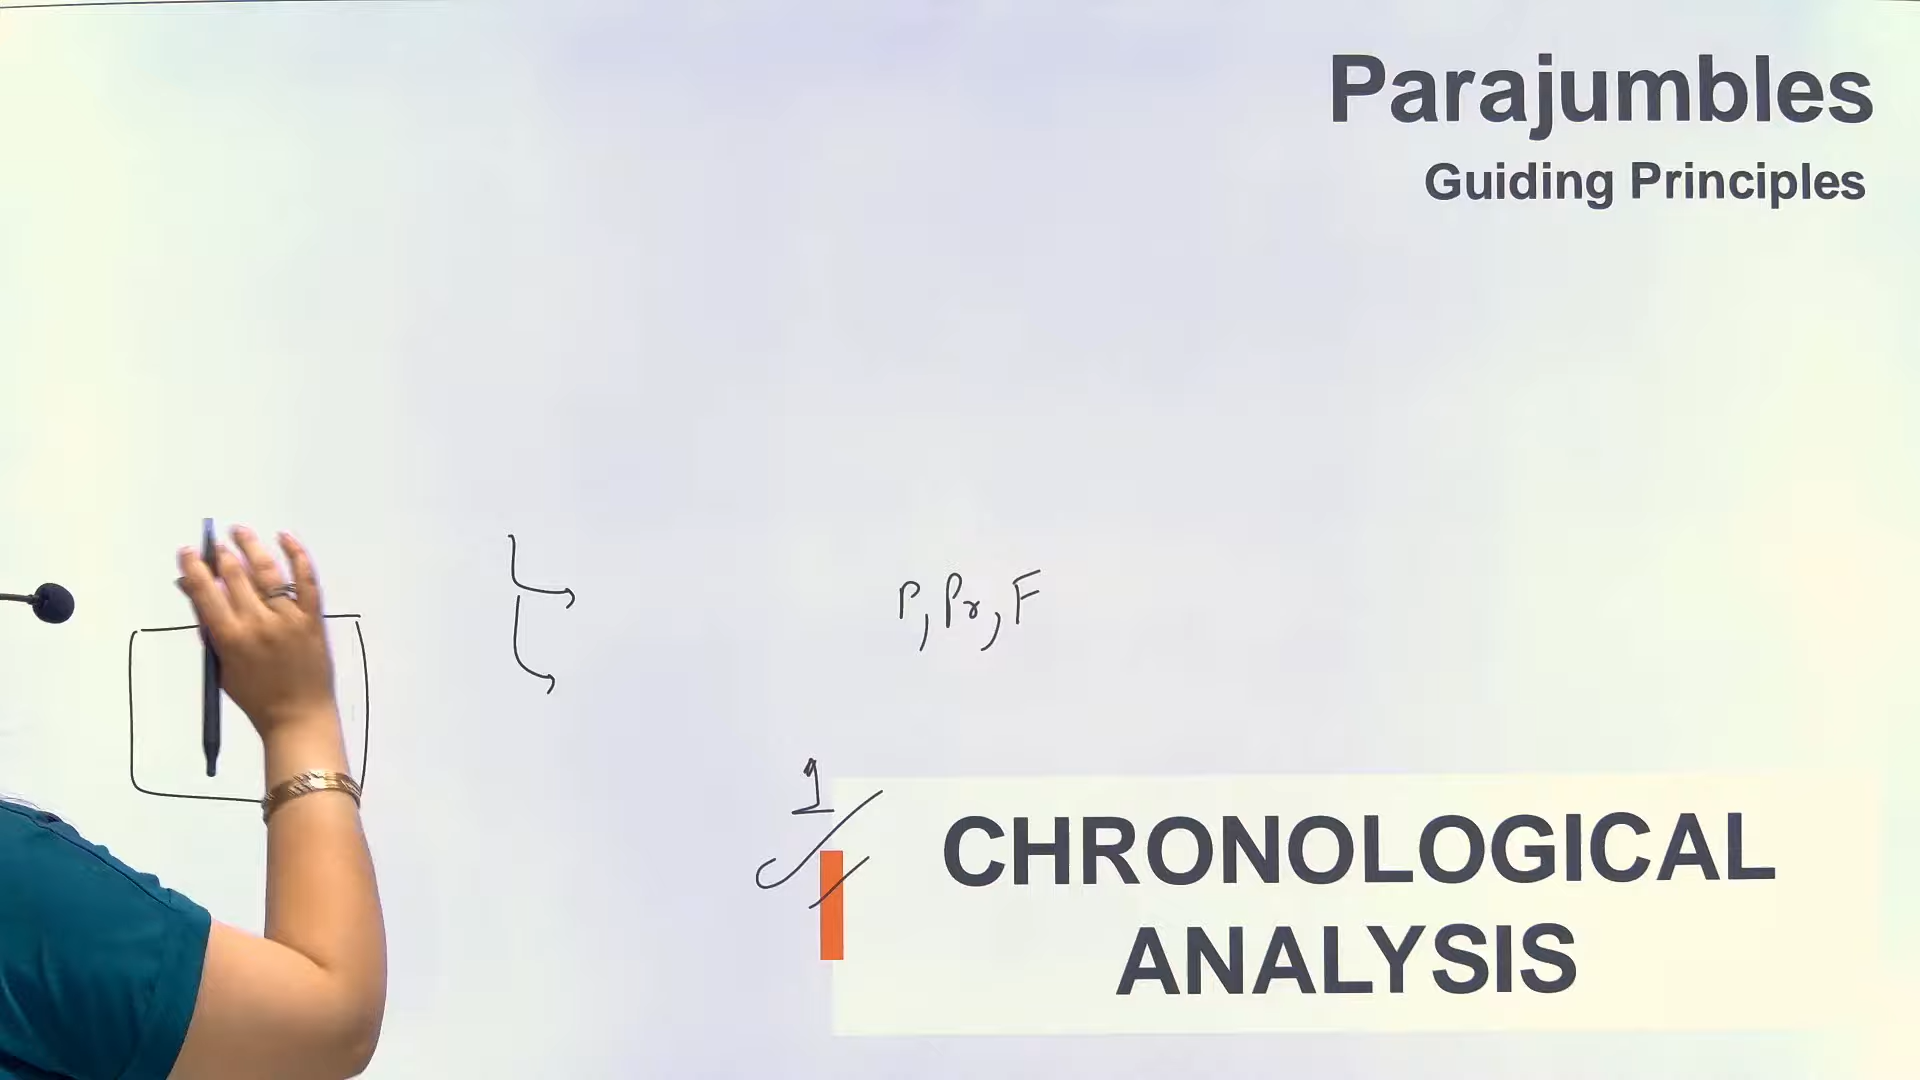 Parajumbles
Guiding Principles
P, Pr, F
1
CHRONOLOGICAL
ANALYSIS